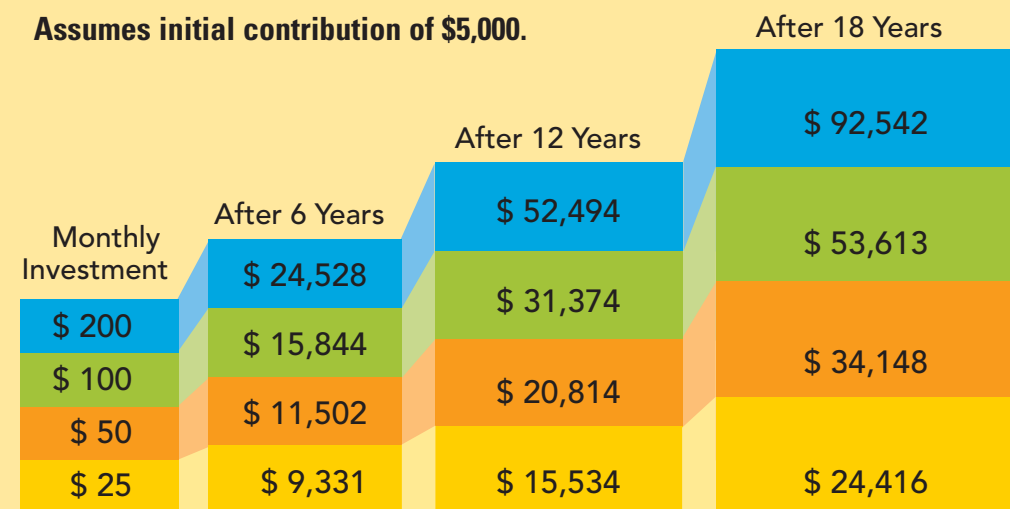 Assumes initial contribution of $5,000.
Monthly
Investment
$ 200
$ 100
$ 50
$ 25
After 6 Years
$ 24,528
$ 15,844
$ 11,502
$ 9,331
After 12 Years
$ 52,494
$ 31,374
$ 20,814
$ 15,534
After 18 Years
$ 92,542
$ 53,613
$ 34,148
$ 24,416